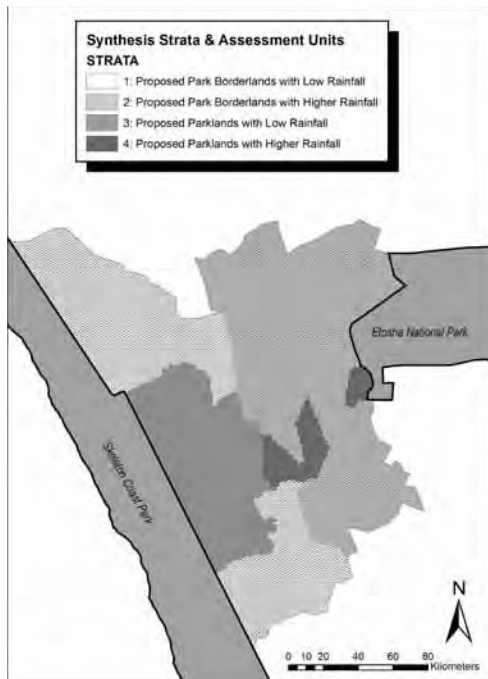 Synthesis Strata & Assessment Units
STRATA
1: Proposed Park Borderlands with Low Rainfall
2: Proposed Park Borderlands with Higher Rainfall
3: Proposed Parklands with Low Rainfall
4: Proposed Parklands with Higher Rainfall
Etosha National Park
Skeleton Coast Park
N
0 10 20 40 60 80
Kilometers